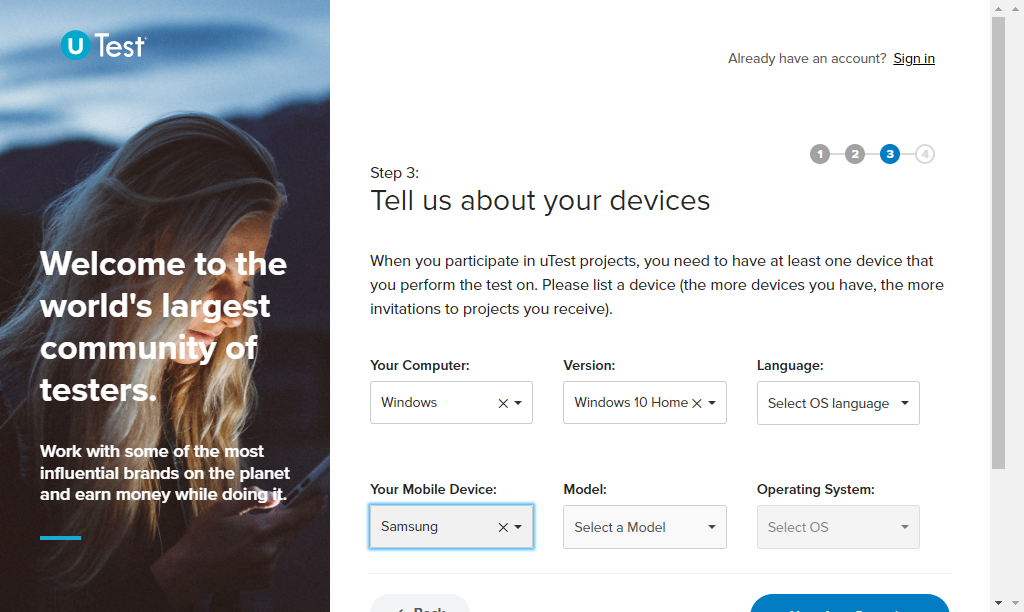 U Test
Already have an account? Sign in
1 2 3 4
Step 3:
Tell us about your devices
Welcome to the
world's largest
community of
testers.
Work with some of the most
influential brands on the planet
and earn money while doing it.
When you participate in uTest projects, you need to have at least one device that
you perform the test on. Please list a device (the more devices you have, the more
invitations to projects you receive).
Your Computer: Version: Language:
Windows Windows 10 Home Select OS language
Your Mobile Device: Model: Operating System:
Samsung Select a Model Select OS
Back